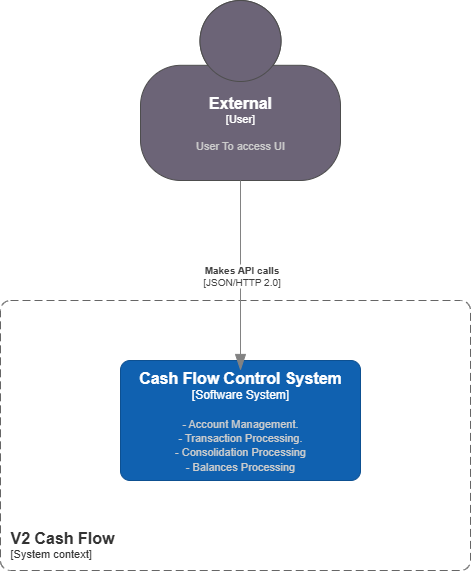 External
[User]
User To access UI
Makes API calls
[JSON/HTTP 2.0]
Cash Flow Control System
[Software System]
- Account Management.
- Transaction Processing.
- Consolidation Processing
- Balances Processing
V2 Cash Flow
[System context]